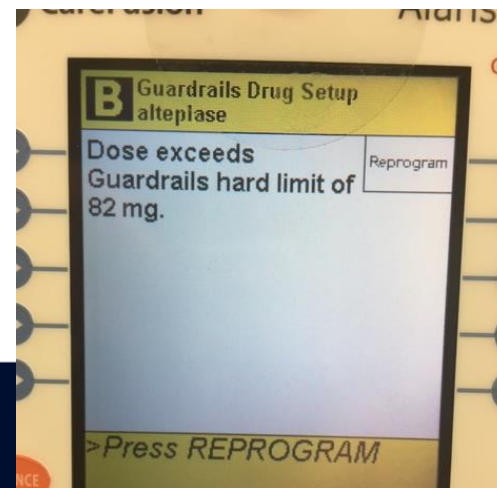 B Guardrails Drug Setup
alteplase
Dose exceeds
Guardrails hard limit of
82 mg.
Reprogram
>Press REPROGRAM